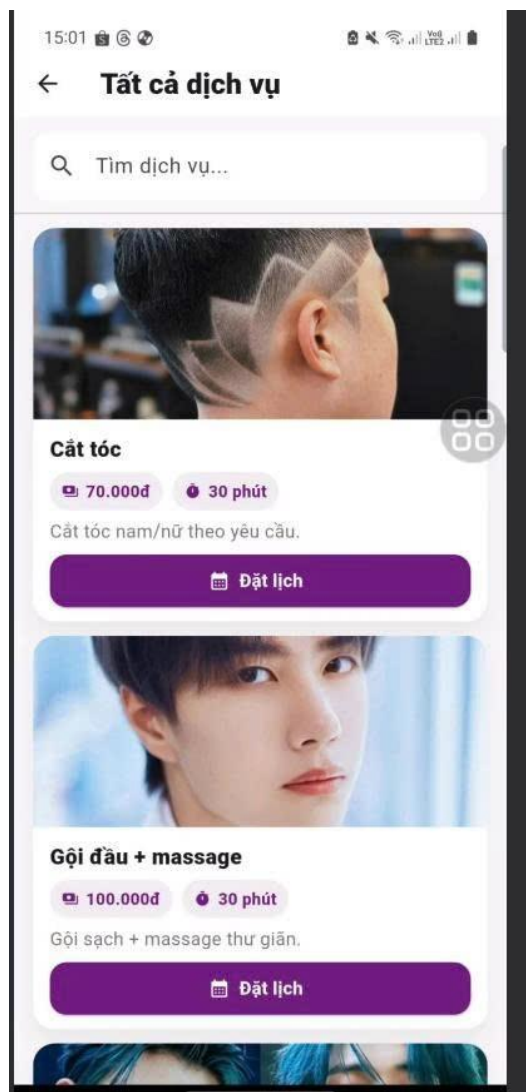 15:01
VoD
LTE2
Tất cả dịch vụ
Tìm dịch vụ...
Cắt tóc
70.000đ 30 phút
Cắt tóc nam/nữ theo yêu cầu.
Đặt lịch
Gội đầu + massage
100.000đ 30 phút
Gội sạch + massage thư giãn.
Đặt lịch